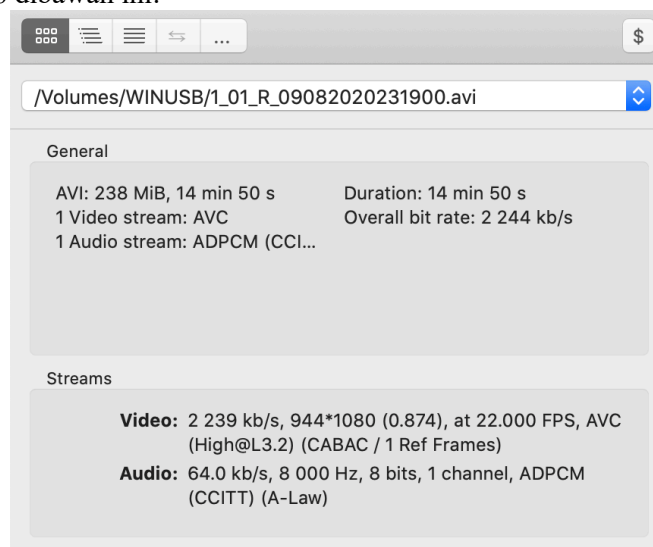 dibawah ini.
...
$
/Volumes/WINUSB/1_01_R_09082020231900.avi
General
AVI: 238 MiB, 14 min 50 s
1 Video stream: AVC
1 Audio stream: ADPCM (CCI...
Duration: 14 min 50 s
Overall bit rate: 2 244 kb/s
Streams
Video: 2 239 kb/s, 944*1080 (0.874), at 22.000 FPS, AVC
(High@L3.2) (CABAC / 1 Ref Frames)
Audio: 64.0 kb/s, 8 000 Hz, 8 bits, 1 channel, ADPCM
(CCITT) (A-Law)